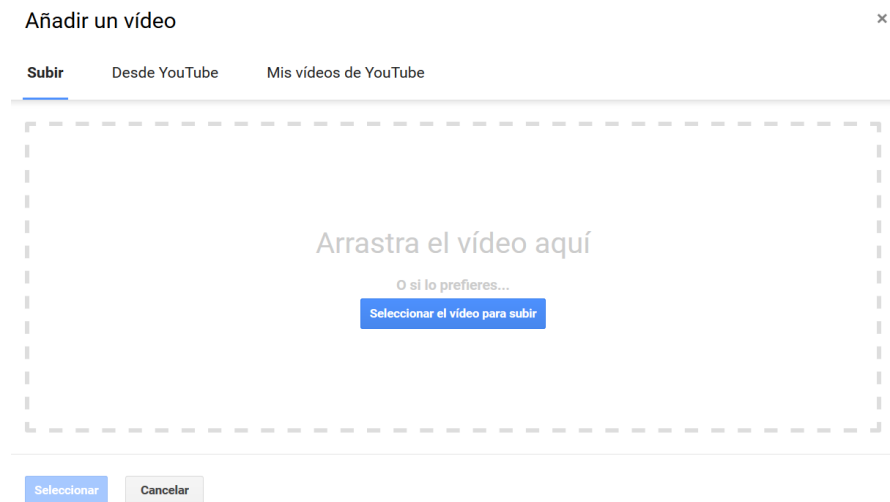 Añadir un vídeo
×
Subir Desde YouTube Mis vídeos de YouTube
Arrastra el vídeo aquí
O si lo prefieres...
Seleccionar el vídeo para subir
Seleccionar Cancelar